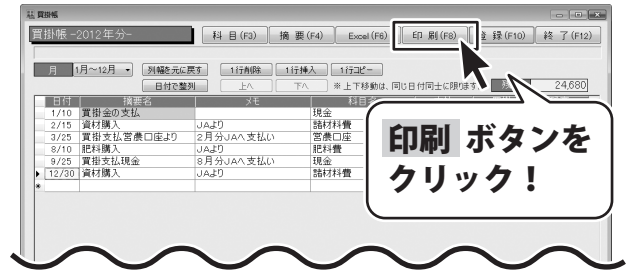 買掛帳
買掛帳 -2012年分-
科 目(F3) 摘 要(F4) Excel(F6) 印 刷(F8) 登 録(F10) 終 了(F12)
月 1月～12月 列幅を元に戻す 1行削除 1行挿入 1行コピー
日付で整列 上へ 下へ ※上下移動は、同じ日付同士に限ります 24,680
日付 摘要名 メモ 科目名
1/10 買掛金の支払 現金
2/15 資材購入 JAより 諸材料費
3/25 買掛支払営農口座より 2月分JAへ支払い 営農口座
8/10 肥料購入 JAより 肥料費
9/25 買掛支払現金 8月分JAへ支払い 現金
12/30 資材購入 JAより 諸材料費
印刷 ボタンを
クリック！